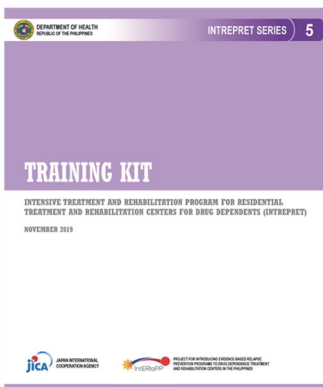 DEPARTMENT OF HEALTH
REPUBLIC OF THE PHILIPPINES
INTREPRET SERIES 5
TRAINING KIT
INTENSIVE TREATMENT AND REHABILITATION PROGRAM FOR RESIDENTIAL
TREATMENT AND REHABILITATION CENTERS FOR DRUG DEPENDENTS (INTREPRET)
NOVEMBER 2019
jICA
JAPAN INTERNATIONAL
COOPERATION AGENCY
IntERlaPP
PROJECT FOR INTRODUCING EVIDENCE BASED RELAPSE
PREVENTION PROGRAMS TO DRUG DEPENDENCE TREATMENT
AND REHABILITATION CENTERS IN THE PHILIPPINES